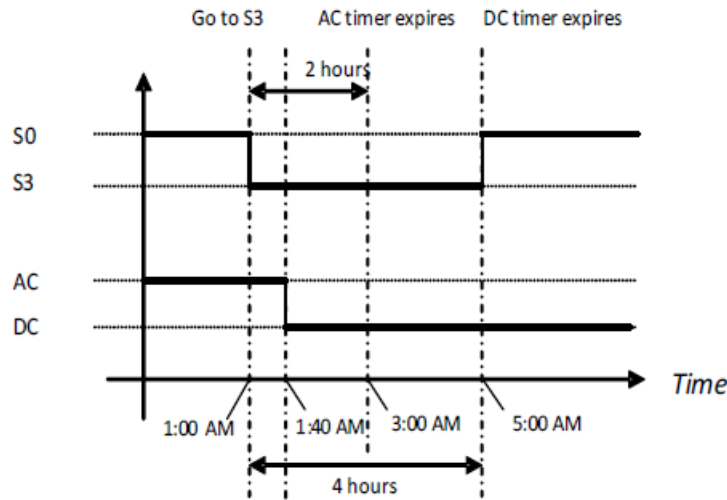 Go to S3 AC timer expires DC timer expires
2 hours
S0
S3
AC
DC
Time
1:00 AM 1:40 AM 3:00 AM 5:00 AM
4 hours